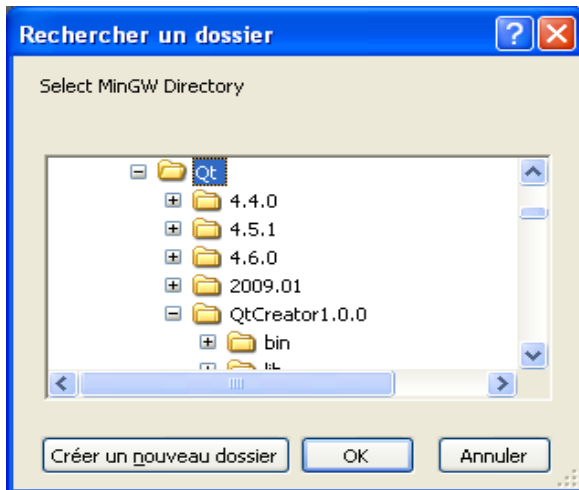 Rechercher un dossier
Select MinGW Directory
Qt
4.4.0
4.5.1
4.6.0
2009.01
QtCreator1.0.0
bin
lib
Créer un nouveau dossier OK Annuler